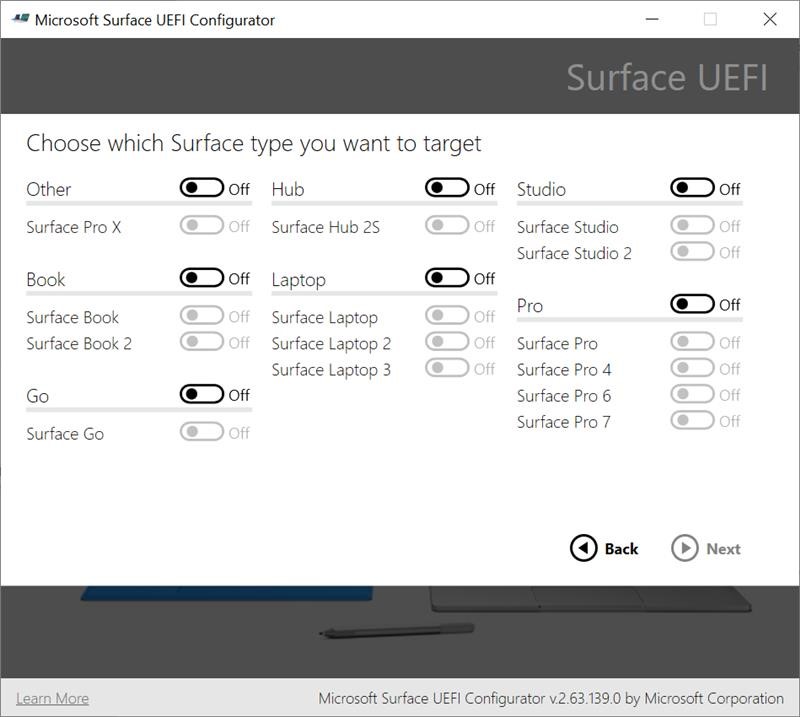 Microsoft Surface UEFI Configurator
Surface UEFI
Choose which Surface type you want to target
Other Off
Surface Pro X Off
Book Off
Surface Book Off
Surface Book 2 Off
Go Off
Surface Go Off
Hub Off
Surface Hub 2S Off
Laptop Off
Surface Laptop Off
Surface Laptop 2 Off
Surface Laptop 3 Off
Studio Off
Surface Studio Off
Surface Studio 2 Off
Pro Off
Surface Pro Off
Surface Pro 4 Off
Surface Pro 6 Off
Surface Pro 7 Off
Back Next
Learn More Microsoft Surface UEFI Configurator v.2.63.139.0 by Microsoft Corporation